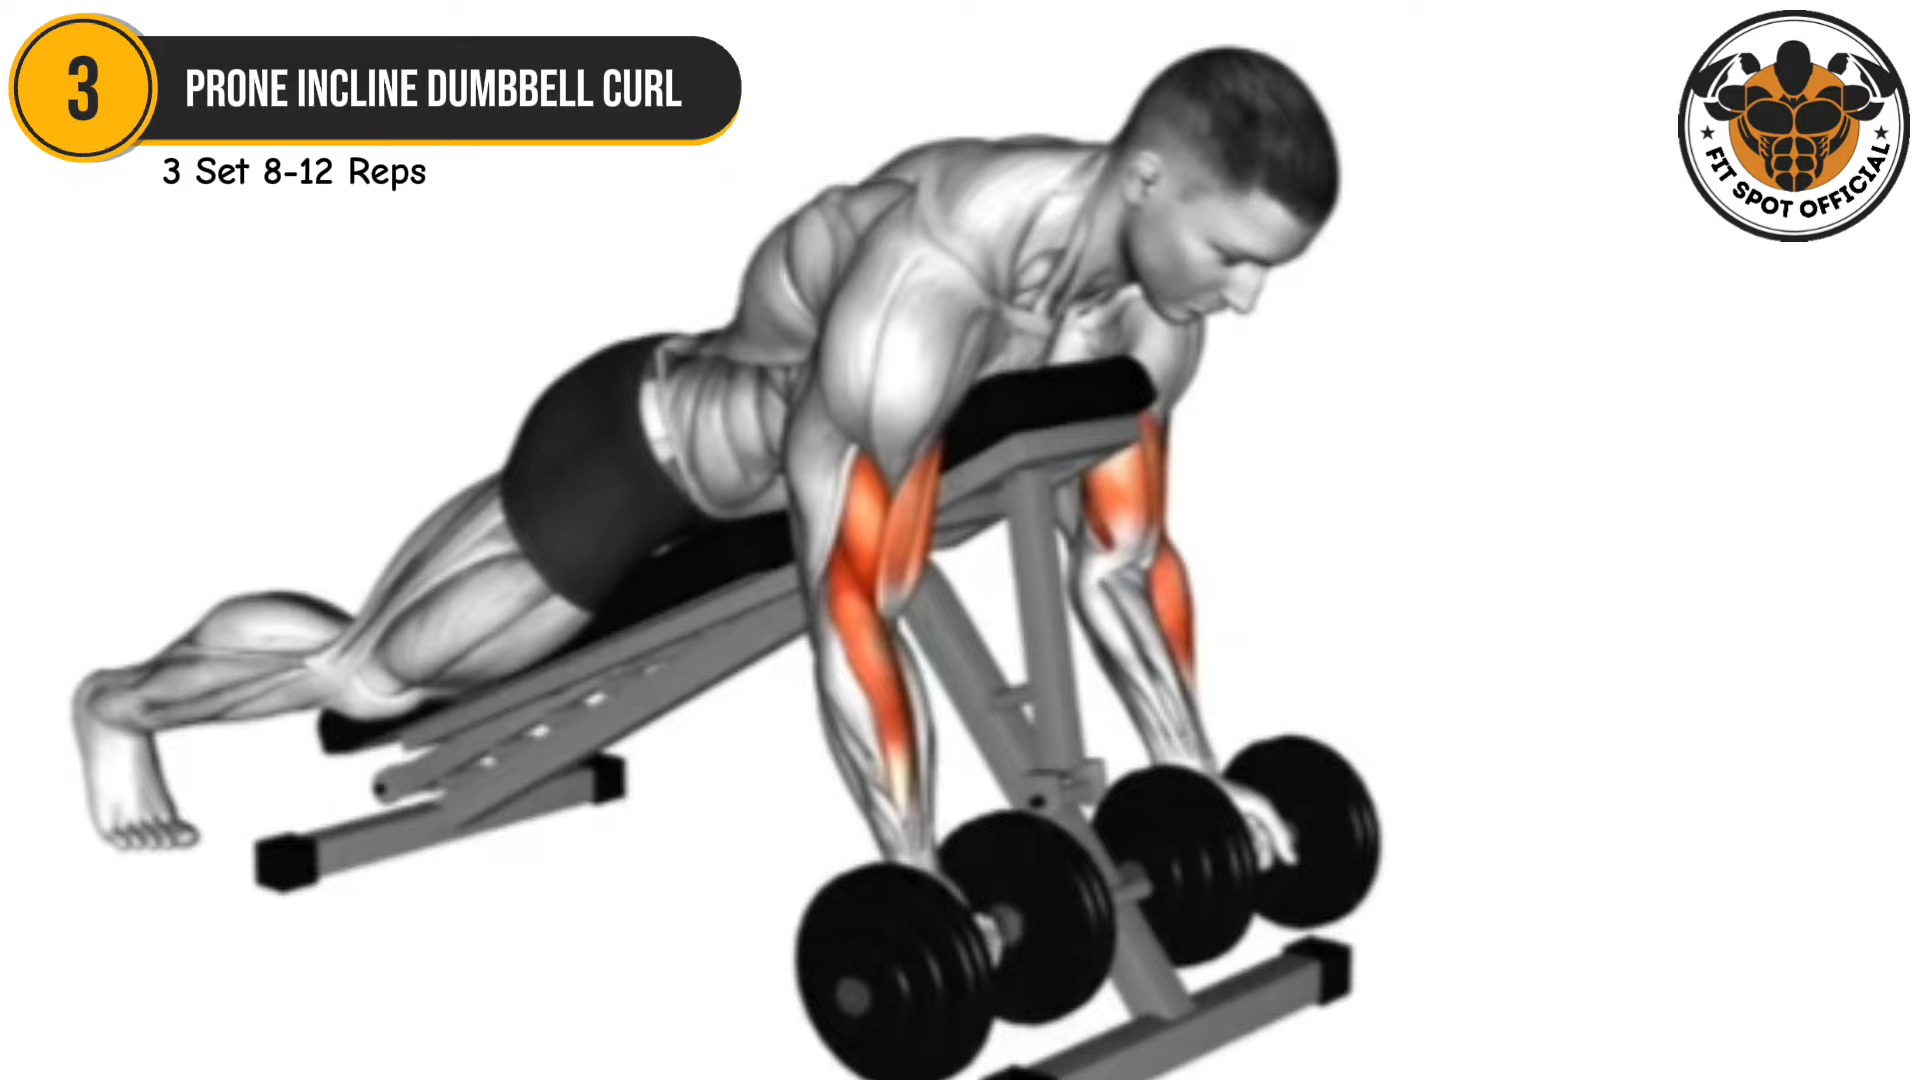 3
PRONE INCLINE DUMBBELL CURL
3 Set 8-12 Reps
FIT SPOT OFFICIAL